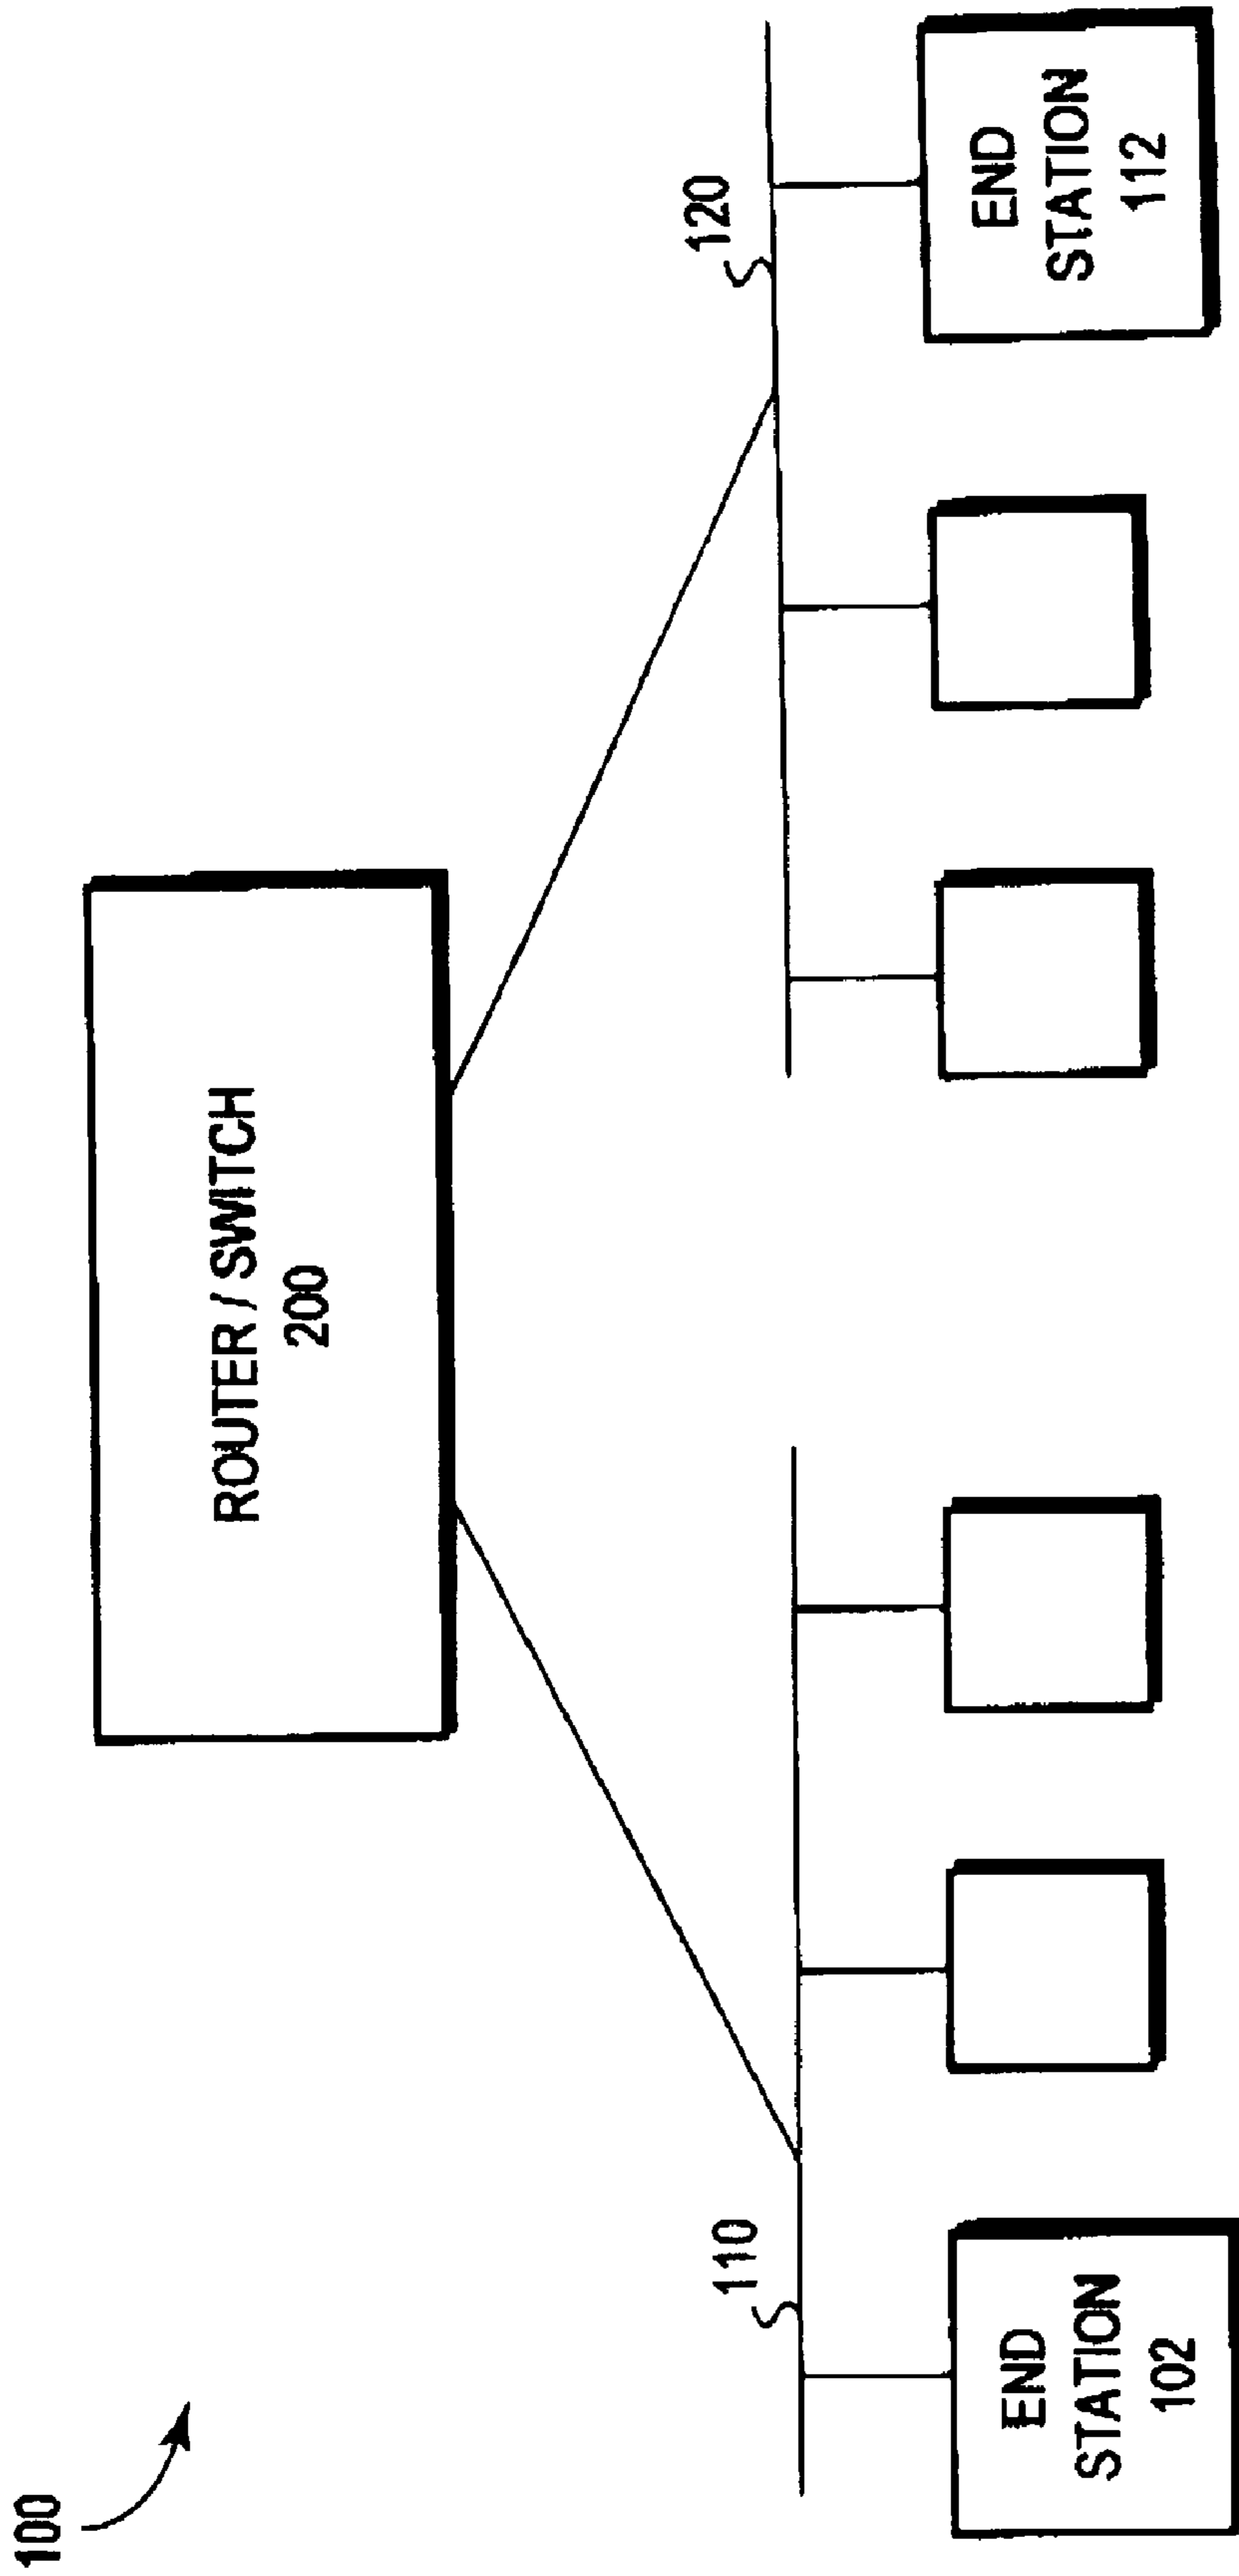 100
ROUTER / SWITCH
200
110
120
END
STATION
102
END
STATION
112